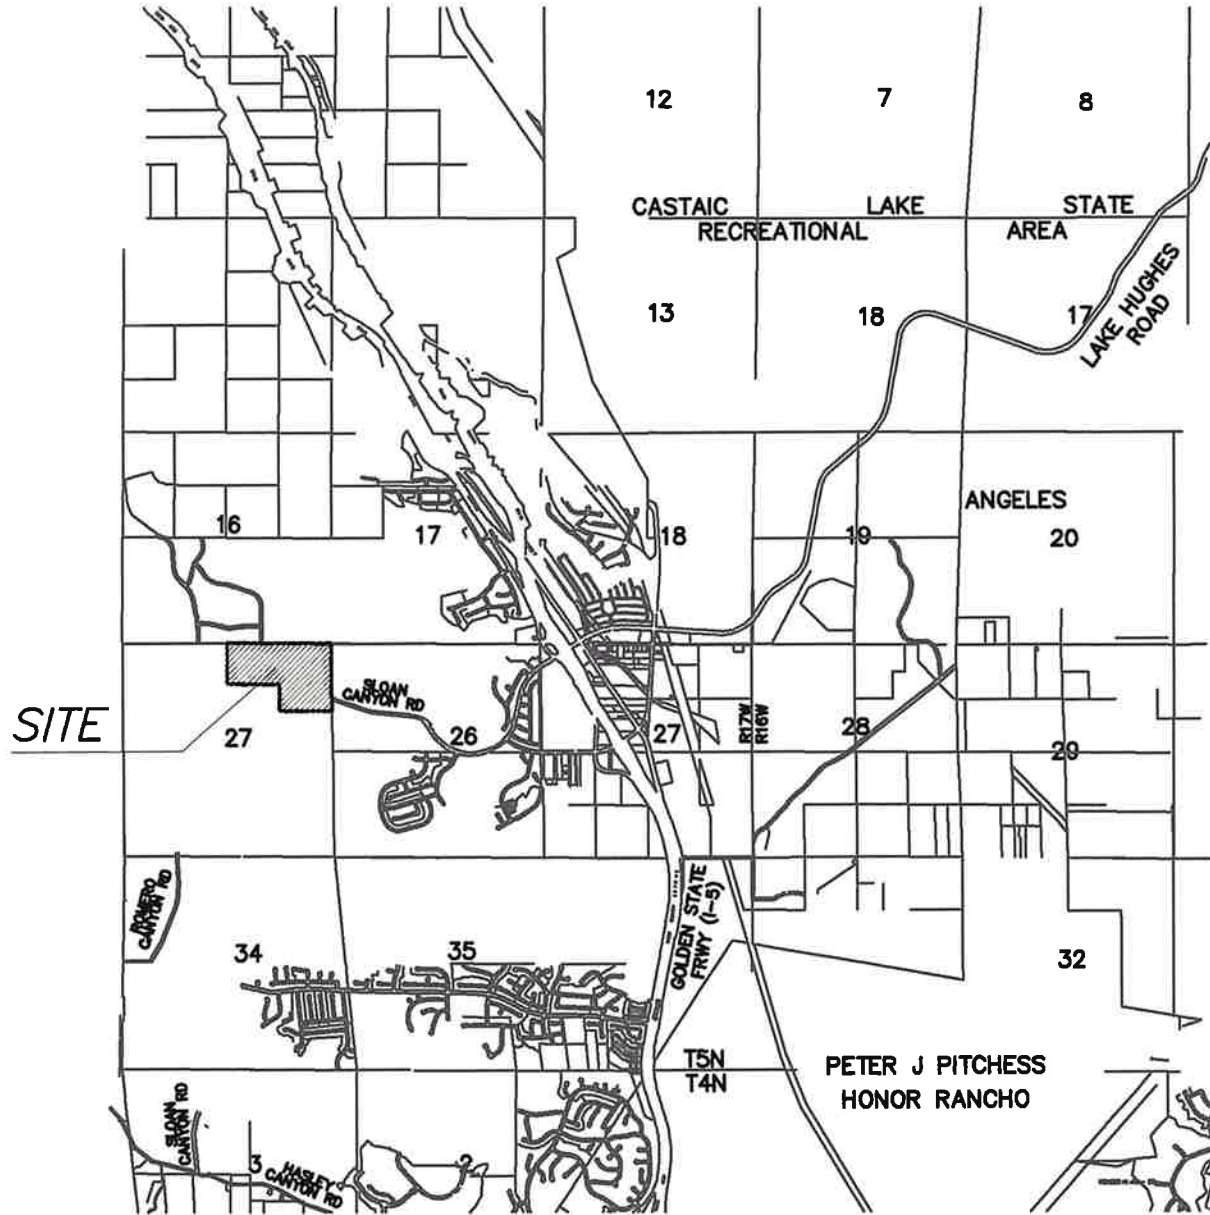 12 7 8
CASTAIC LAKE STATE
RECREATIONAL AREA
13 18 17
LAKE HUGHES
ROAD
ANGELES
16 17 18 19 20
SLOAN
CANYON RD
R17W
R16W
SITE
27 26 27 28 29
ROMERO
CANYON RD
GOLDEN STATE
FRWY (I-5)
34 35 32
T5N
T4N
PETER J PITCHESS
HONOR RANCHO
SLOAN
CANYON RD
3 2
HASLEY
CANYON RD